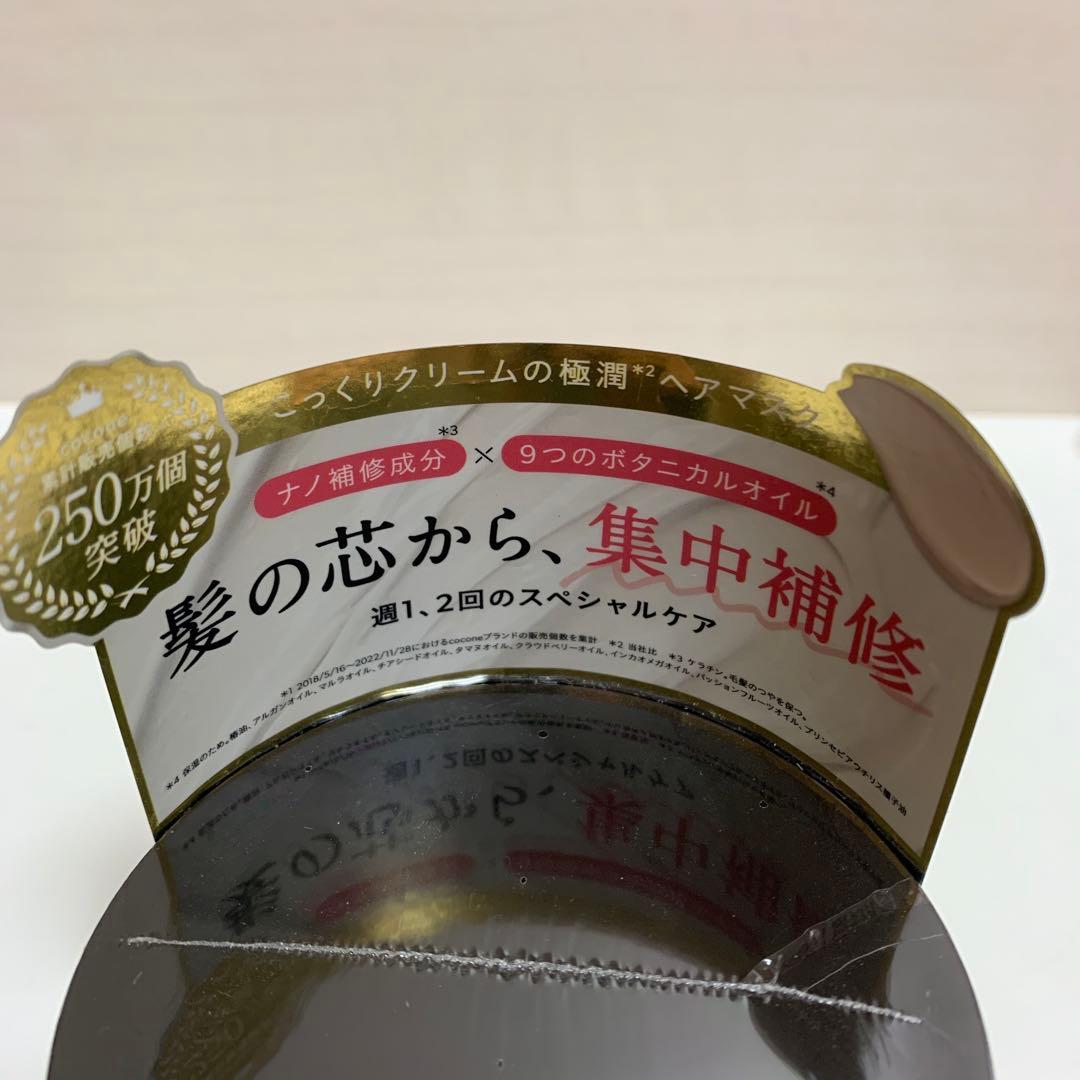 cocone
累計販売個数
250万個
突破
こっくりクリームの極潤*2 ヘアマスク
ナノ補修成分*3 × 9つのボタニカルオイル*4
髪の芯から、集中補修
週1、2回のスペシャルケア
*1 2018/5/16~2022/11/28におけるcoconeブランドの販売個数を集計 *2 当社比 *3 ケラチン。毛髪のつやを保つ。
*4 保湿のため。椿油、アルガンオイル、マルラオイル、チアシードオイル、タマヌオイル、クラウドベリーオイル、インカオメガオイル、パッションフルーツオイル、プリンセピアウチリス種子油